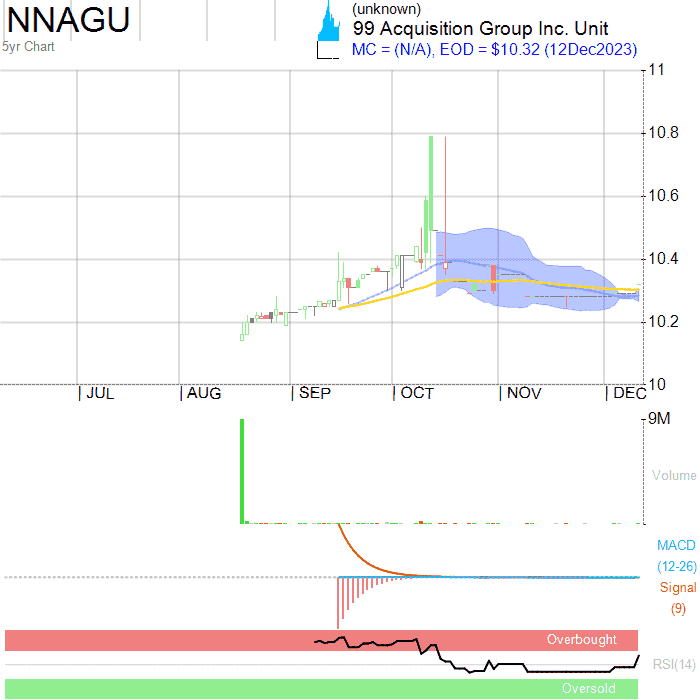 NNAGU
5yr Chart
(unknown)
99 Acquisition Group Inc. Unit
MC = (N/A), EOD = $10.32 (12Dec2023)
11
10.8
10.6
10.4
10.2
10
JUL AUG SEP OCT NOV DEC
9M
Volume
MACD
(12-26)
Signal
(9)
Overbought
RSI(14)
Oversold